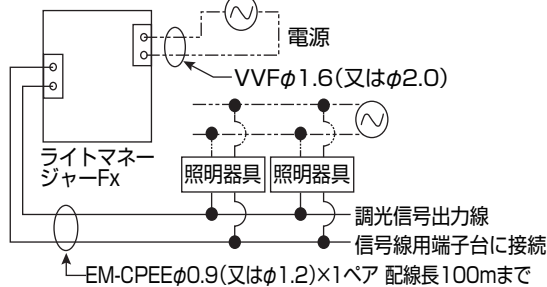 電源
VVFφ1.6(又はφ2.0)
ライトマネー
ジャーFx
照明器具
照明器具
調光信号出力線
信号線用端子台に接続
EM-CPEEφ0.9(又はφ1.2)×1ペア 配線長100mまで